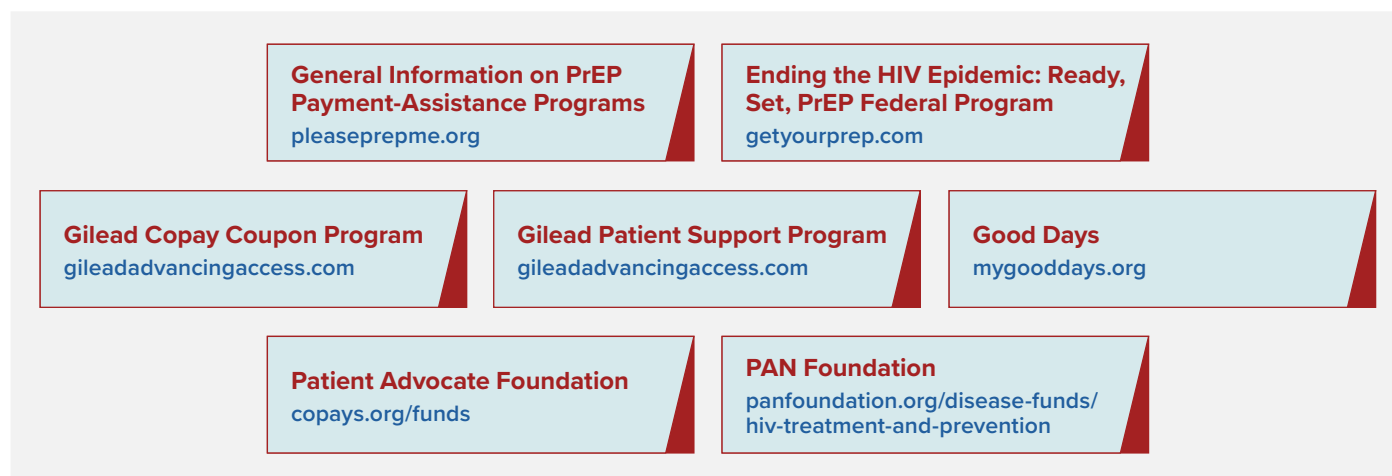 General Information on PrEP
Payment-Assistance Programs
pleaseprepme.org
Ending the HIV Epidemic: Ready,
Set, PrEP Federal Program
getyourprep.com
Gilead Copay Coupon Program
gileadadvancingaccess.com
Gilead Patient Support Program
gileadadvancingaccess.com
Good Days
mygooddays.org
Patient Advocate Foundation
copays.org/funds
PAN Foundation
panfoundation.org/disease-funds/
hiv-treatment-and-prevention